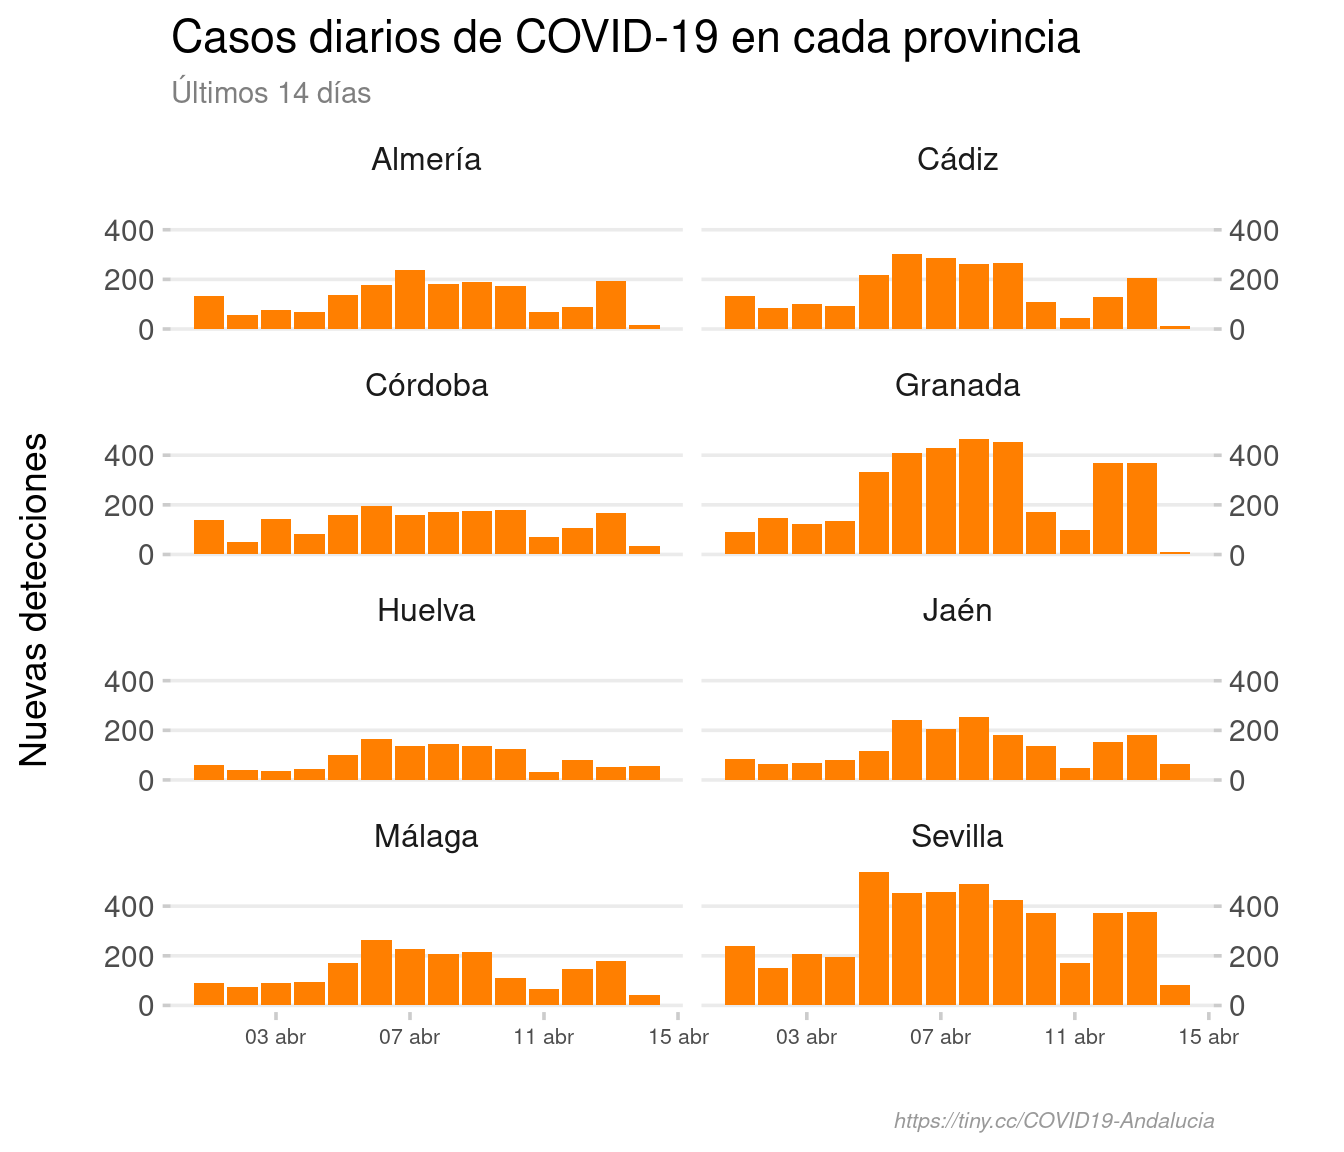 Casos diarios de COVID-19 en cada provincia
Últimos 14 días
Nuevas detecciones
Almería
Cádiz
400
200
0
400
200
0
Córdoba
Granada
400
200
0
400
200
0
Huelva
Jaén
400
200
0
400
200
0
Málaga
Sevilla
400
200
0
400
200
0
03 abr 07 abr 11 abr 15 abr
03 abr 07 abr 11 abr 15 abr
https://tiny.cc/COVID19-Andalucia